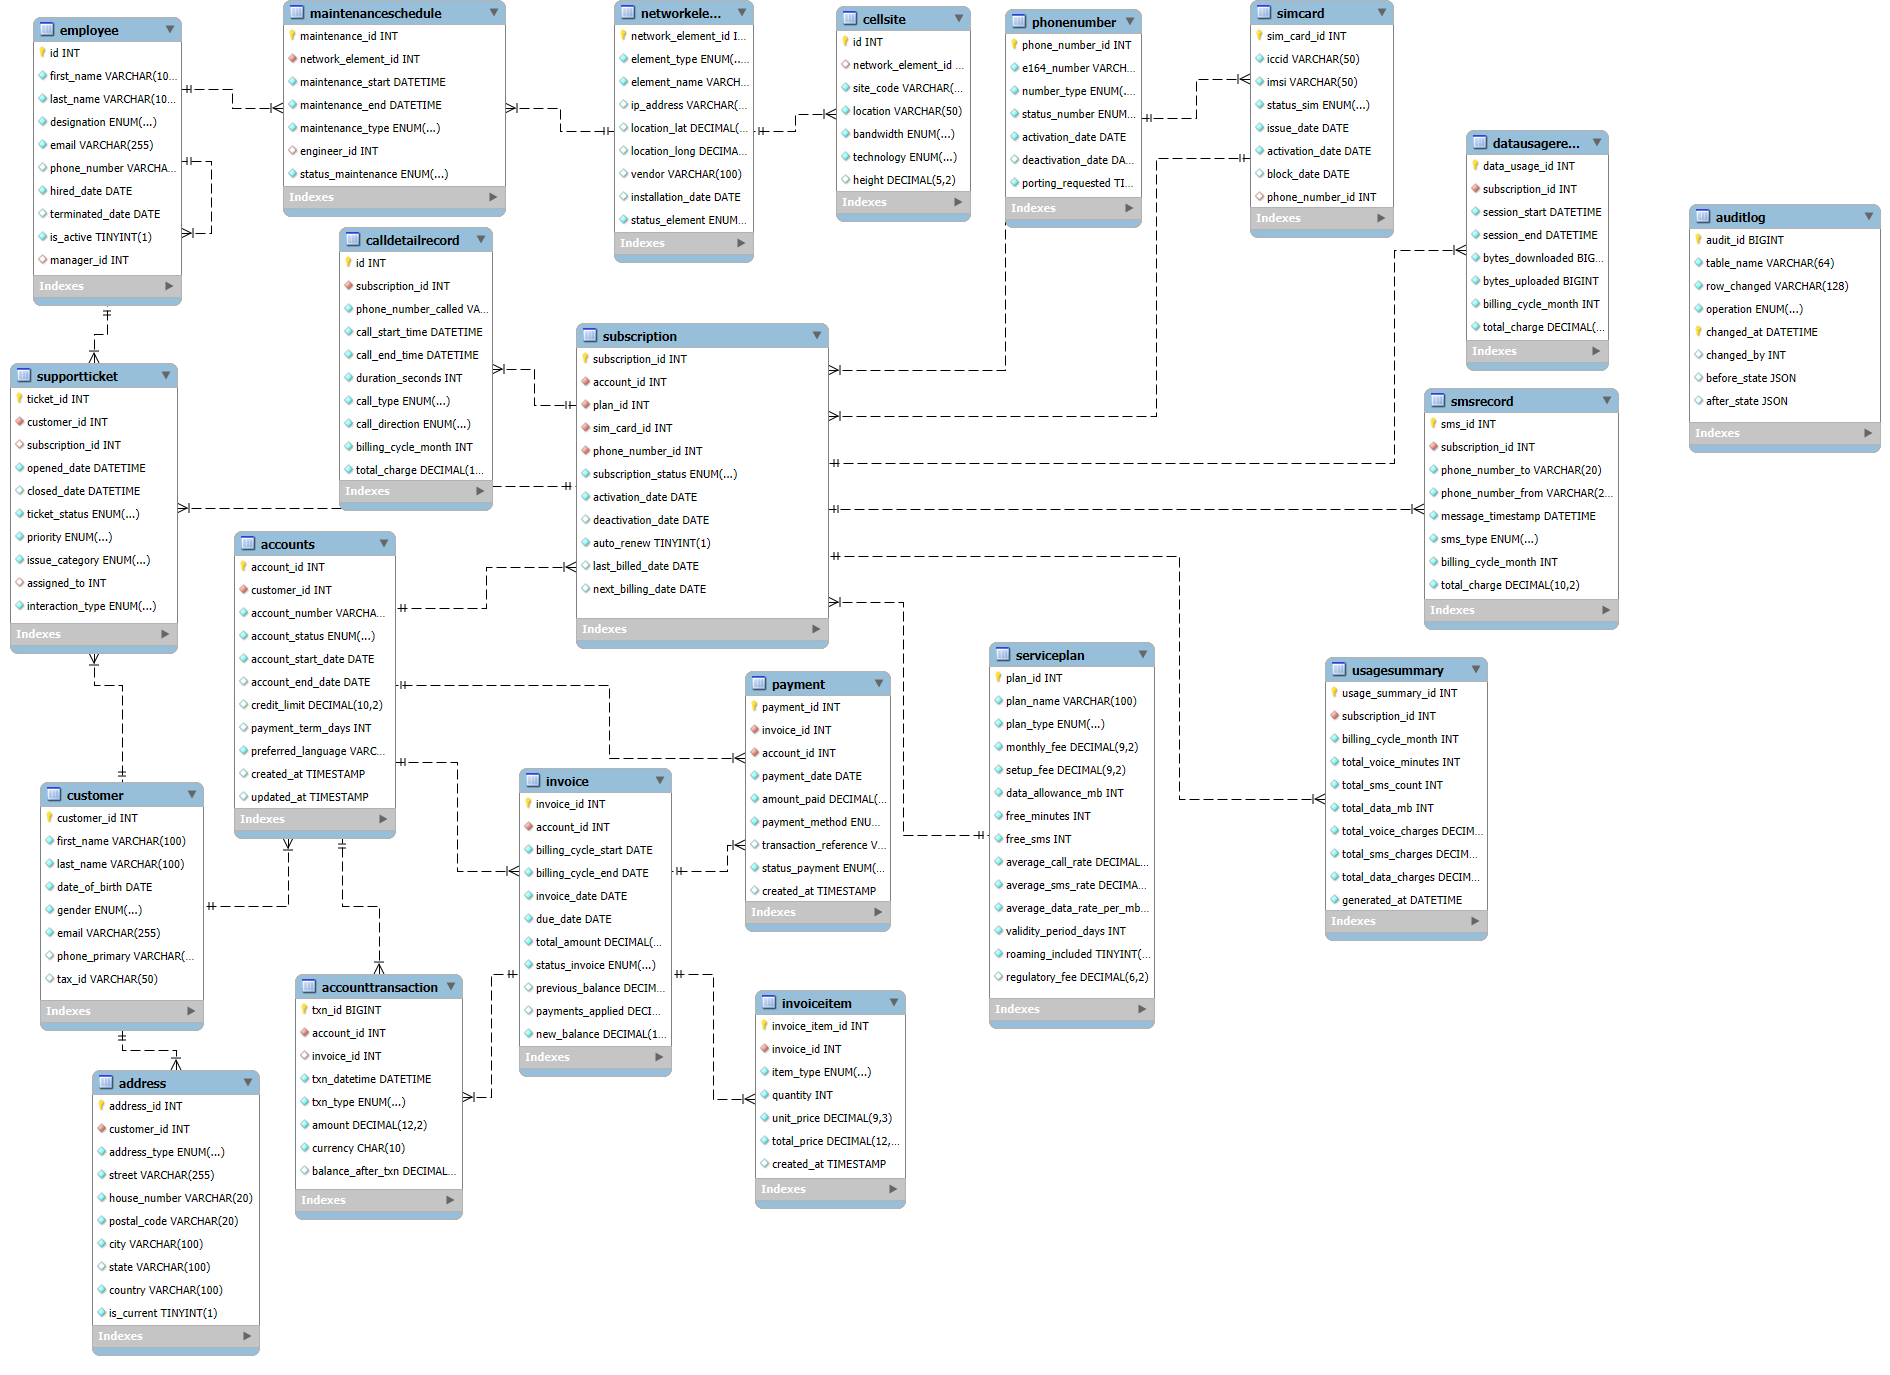 employee
id INT
first_name VARCHAR(10...
last_name VARCHAR(10...
designation ENUM(...)
email VARCHAR(255)
phone_number VARCHA...
hired_date DATE
terminated_date DATE
is_active TINYINT(1)
manager_id INT
Indexes
maintenanceschedule
maintenance_id INT
network_element_id INT
maintenance_start DATETIME
maintenance_end DATETIME
maintenance_type ENUM(...)
engineer_id INT
status_maintenance ENUM(...)
Indexes
networkele...
network_element_id I...
element_type ENUM(...
element_name VARCH...
ip_address VARCHAR(...
location_lat DECIMAL(...
location_long DECIMA...
vendor VARCHAR(100)
installation_date DATE
status_element ENUM...
Indexes
cellsite
id INT
network_element_id ...
site_code VARCHAR(...
location VARCHAR(50)
bandwidth ENUM(...)
technology ENUM(...)
height DECIMAL(5,2)
Indexes
phonenumber
phone_number_id INT
e164_number VARCH...
number_type ENUM(...
status_number ENUM...
activation_date DATE
deactivation_date DA...
porting_requested TI...
Indexes
simcard
sim_card_id INT
iccid VARCHAR(50)
imsi VARCHAR(50)
status_sim ENUM(...)
issue_date DATE
activation_date DATE
block_date DATE
phone_number_id INT
Indexes
datausagere...
data_usage_id INT
subscription_id INT
session_start DATETIME
session_end DATETIME
bytes_downloaded BIG...
bytes_uploaded BIGINT
billing_cycle_month INT
total_charge DECIMAL(...
Indexes
auditlog
audit_id BIGINT
table_name VARCHAR(64)
row_changed VARCHAR(128)
operation ENUM(...)
changed_at DATETIME
changed_by INT
before_state JSON
after_state JSON
Indexes
calldetailrecord
id INT
subscription_id INT
phone_number_called VA...
call_start_time DATETIME
call_end_time DATETIME
duration_seconds INT
call_type ENUM(...)
call_direction ENUM(...)
billing_cycle_month INT
total_charge DECIMAL(1...
Indexes
subscription
subscription_id INT
account_id INT
plan_id INT
sim_card_id INT
phone_number_id INT
subscription_status ENUM(...)
activation_date DATE
deactivation_date DATE
auto_renew TINYINT(1)
last_billed_date DATE
next_billing_date DATE
Indexes
supportticket
ticket_id INT
customer_id INT
subscription_id INT
opened_date DATETIME
closed_date DATETIME
ticket_status ENUM(...)
priority ENUM(...)
issue_category ENUM(...)
assigned_to INT
interaction_type ENUM(...)
Indexes
smsrecord
sms_id INT
subscription_id INT
phone_number_to VARCHAR(20)
phone_number_from VARCHAR(2...
message_timestamp DATETIME
sms_type ENUM(...)
billing_cycle_month INT
total_charge DECIMAL(10,2)
Indexes
accounts
account_id INT
customer_id INT
account_number VARCHA...
account_status ENUM(...)
account_start_date DATE
account_end_date DATE
credit_limit DECIMAL(10,2)
payment_term_days INT
preferred_language VARC...
created_at TIMESTAMP
updated_at TIMESTAMP
Indexes
payment
payment_id INT
invoice_id INT
account_id INT
payment_date DATE
amount_paid DECIMAL(...
payment_method ENU...
transaction_reference V...
status_payment ENUM(...
created_at TIMESTAMP
Indexes
serviceplan
plan_id INT
plan_name VARCHAR(100)
plan_type ENUM(...)
monthly_fee DECIMAL(9,2)
setup_fee DECIMAL(9,2)
data_allowance_mb INT
free_minutes INT
free_sms INT
average_call_rate DECIMAL...
average_sms_rate DECIMA...
average_data_rate_per_mb...
validity_period_days INT
roaming_included TINYINT(...
regulatory_fee DECIMAL(6,2)
Indexes
usagesummary
usage_summary_id INT
subscription_id INT
billing_cycle_month INT
total_voice_minutes INT
total_sms_count INT
total_data_mb INT
total_voice_charges DECIM...
total_sms_charges DECIM...
total_data_charges DECIM...
generated_at DATETIME
Indexes
customer
customer_id INT
first_name VARCHAR(100)
last_name VARCHAR(100)
date_of_birth DATE
gender ENUM(...)
email VARCHAR(255)
phone_primary VARCHAR(...
tax_id VARCHAR(50)
Indexes
invoice
invoice_id INT
account_id INT
billing_cycle_start DATE
billing_cycle_end DATE
invoice_date DATE
due_date DATE
total_amount DECIMAL(...
status_invoice ENUM(...)
previous_balance DECIM...
payments_applied DECI...
new_balance DECIMAL(1...
Indexes
accounttransaction
txn_id BIGINT
account_id INT
invoice_id INT
txn_datetime DATETIME
txn_type ENUM(...)
amount DECIMAL(12,2)
currency CHAR(10)
balance_after_txn DECIMAL...
Indexes
invoiceitem
invoice_item_id INT
invoice_id INT
item_type ENUM(...)
quantity INT
unit_price DECIMAL(9,3)
total_price DECIMAL(12,...
created_at TIMESTAMP
Indexes
address
address_id INT
customer_id INT
address_type ENUM(...)
street VARCHAR(255)
house_number VARCHAR(20)
postal_code VARCHAR(20)
city VARCHAR(100)
state VARCHAR(100)
country VARCHAR(100)
is_current TINYINT(1)
Indexes